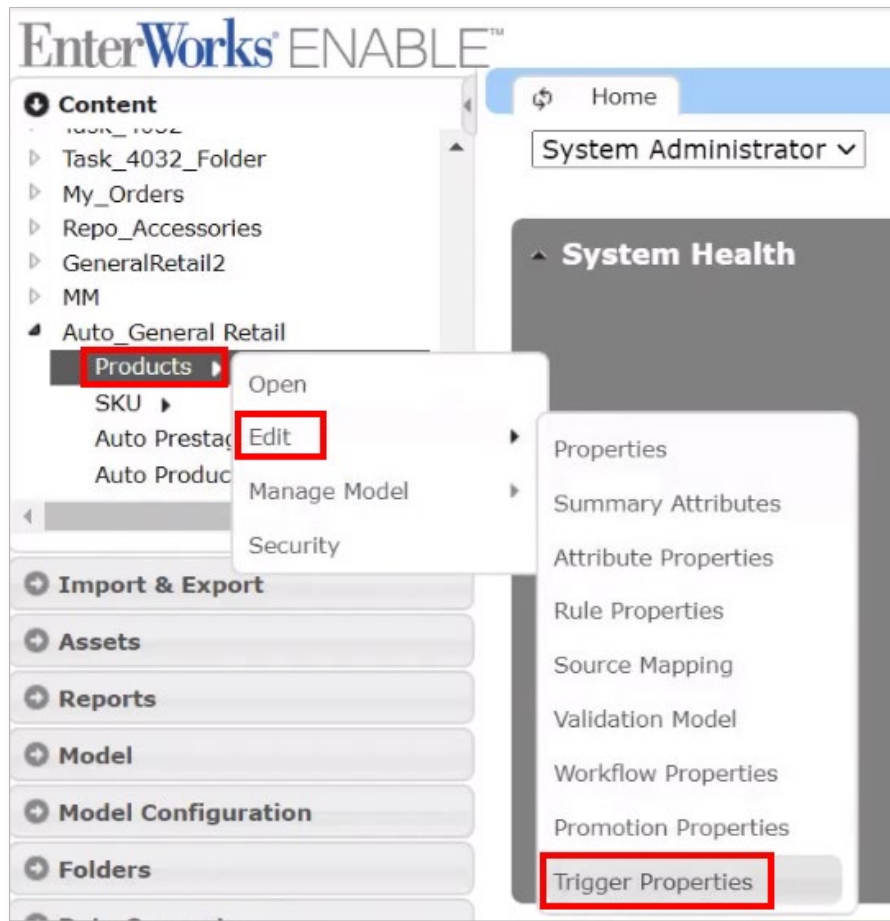 EnterWorks® ENABLE™
Content
Home
System Administrator
Task_4032_Folder
My_Orders
Repo_Accessories
GeneralRetail2
MM
Auto_General Retail
Products
SKU
Auto Prestag
Auto Produc
System Health
Open
Edit
Manage Model
Security
Properties
Summary Attributes
Attribute Properties
Rule Properties
Source Mapping
Validation Model
Workflow Properties
Promotion Properties
Trigger Properties
Import & Export
Assets
Reports
Model
Model Configuration
Folders